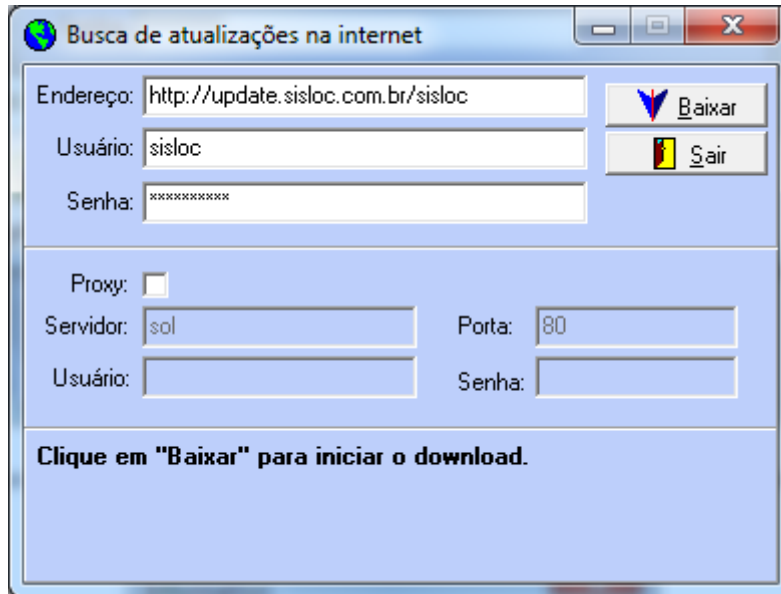 Busca de atualizações na internet
Endereço: http://update.sisloc.com.br/sisloc
Baixar
Usuário: sisloc
Sair
Senha: **********
Proxy:
Servidor: sol Porta: 80
Usuário: Senha:
Clique em "Baixar" para iniciar o download.